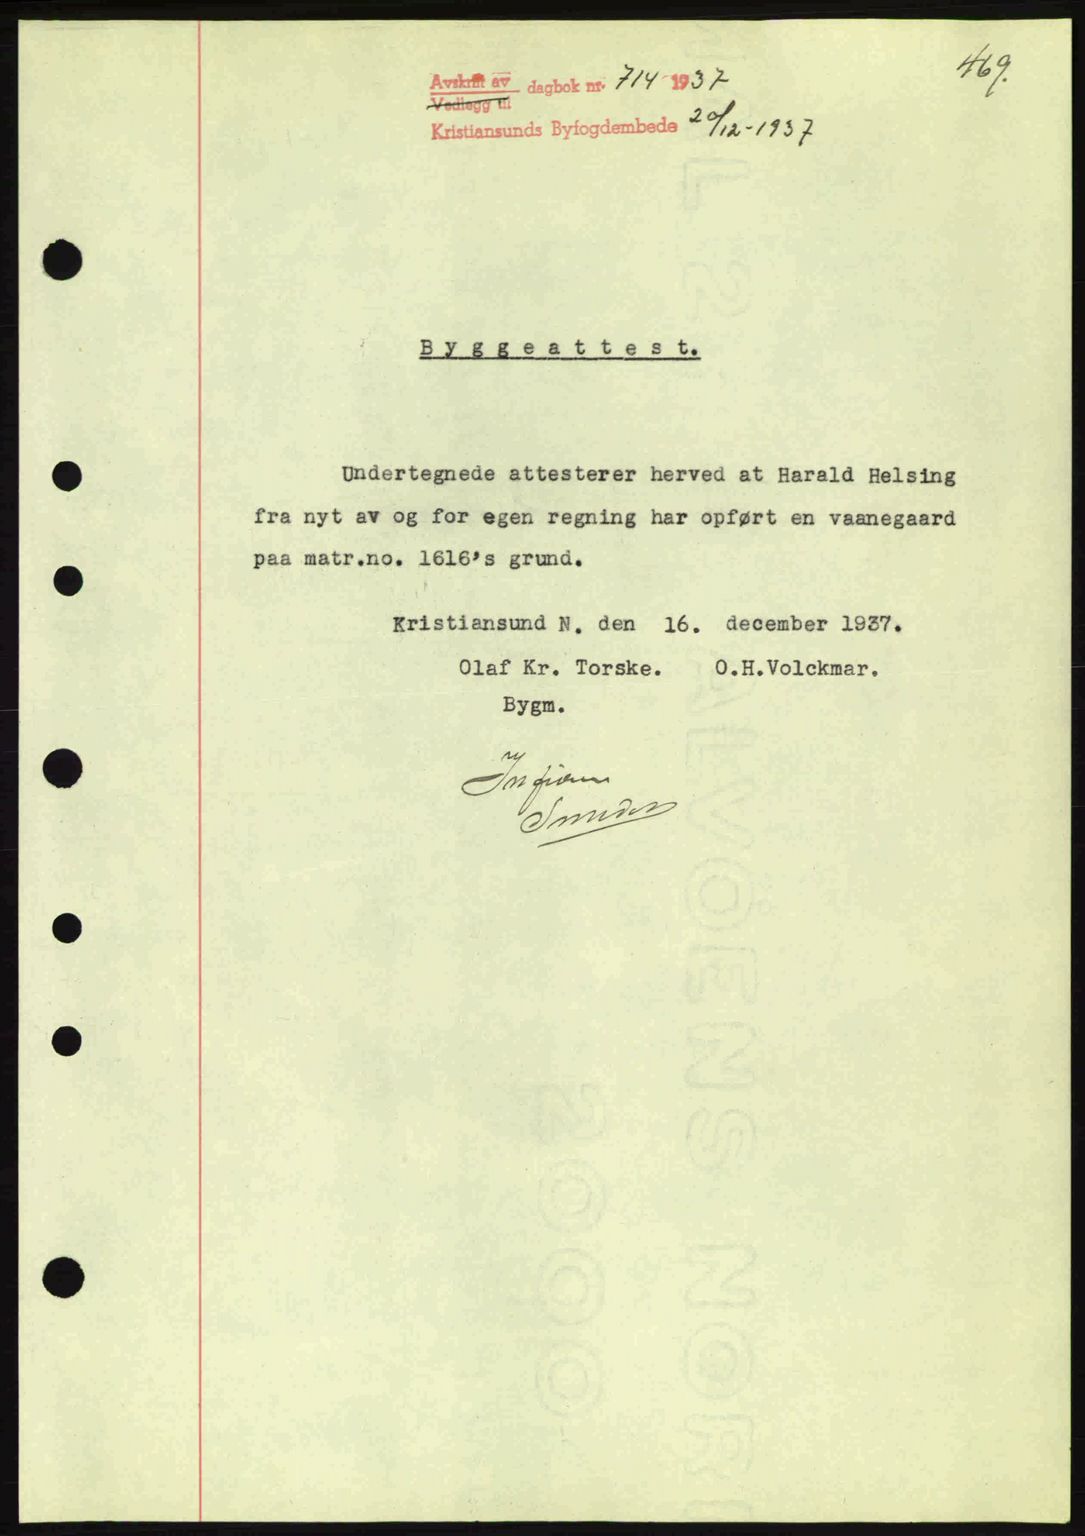 469.
Avskrift av dagbok nr. 714 1937
Vedlegg til
Kristiansunds Byfogdembede 20/12-1937
Byggeattest.
Undertegnede attesterer herved at Harald Helsing
fra nyt av og for egen regning har opført en vaanegaard
paa matr.no. 1616's grund.
Kristiansund N. den 16. december 1937.
Olaf Kr. Torske. O.H.Volckmar.
Bygm.